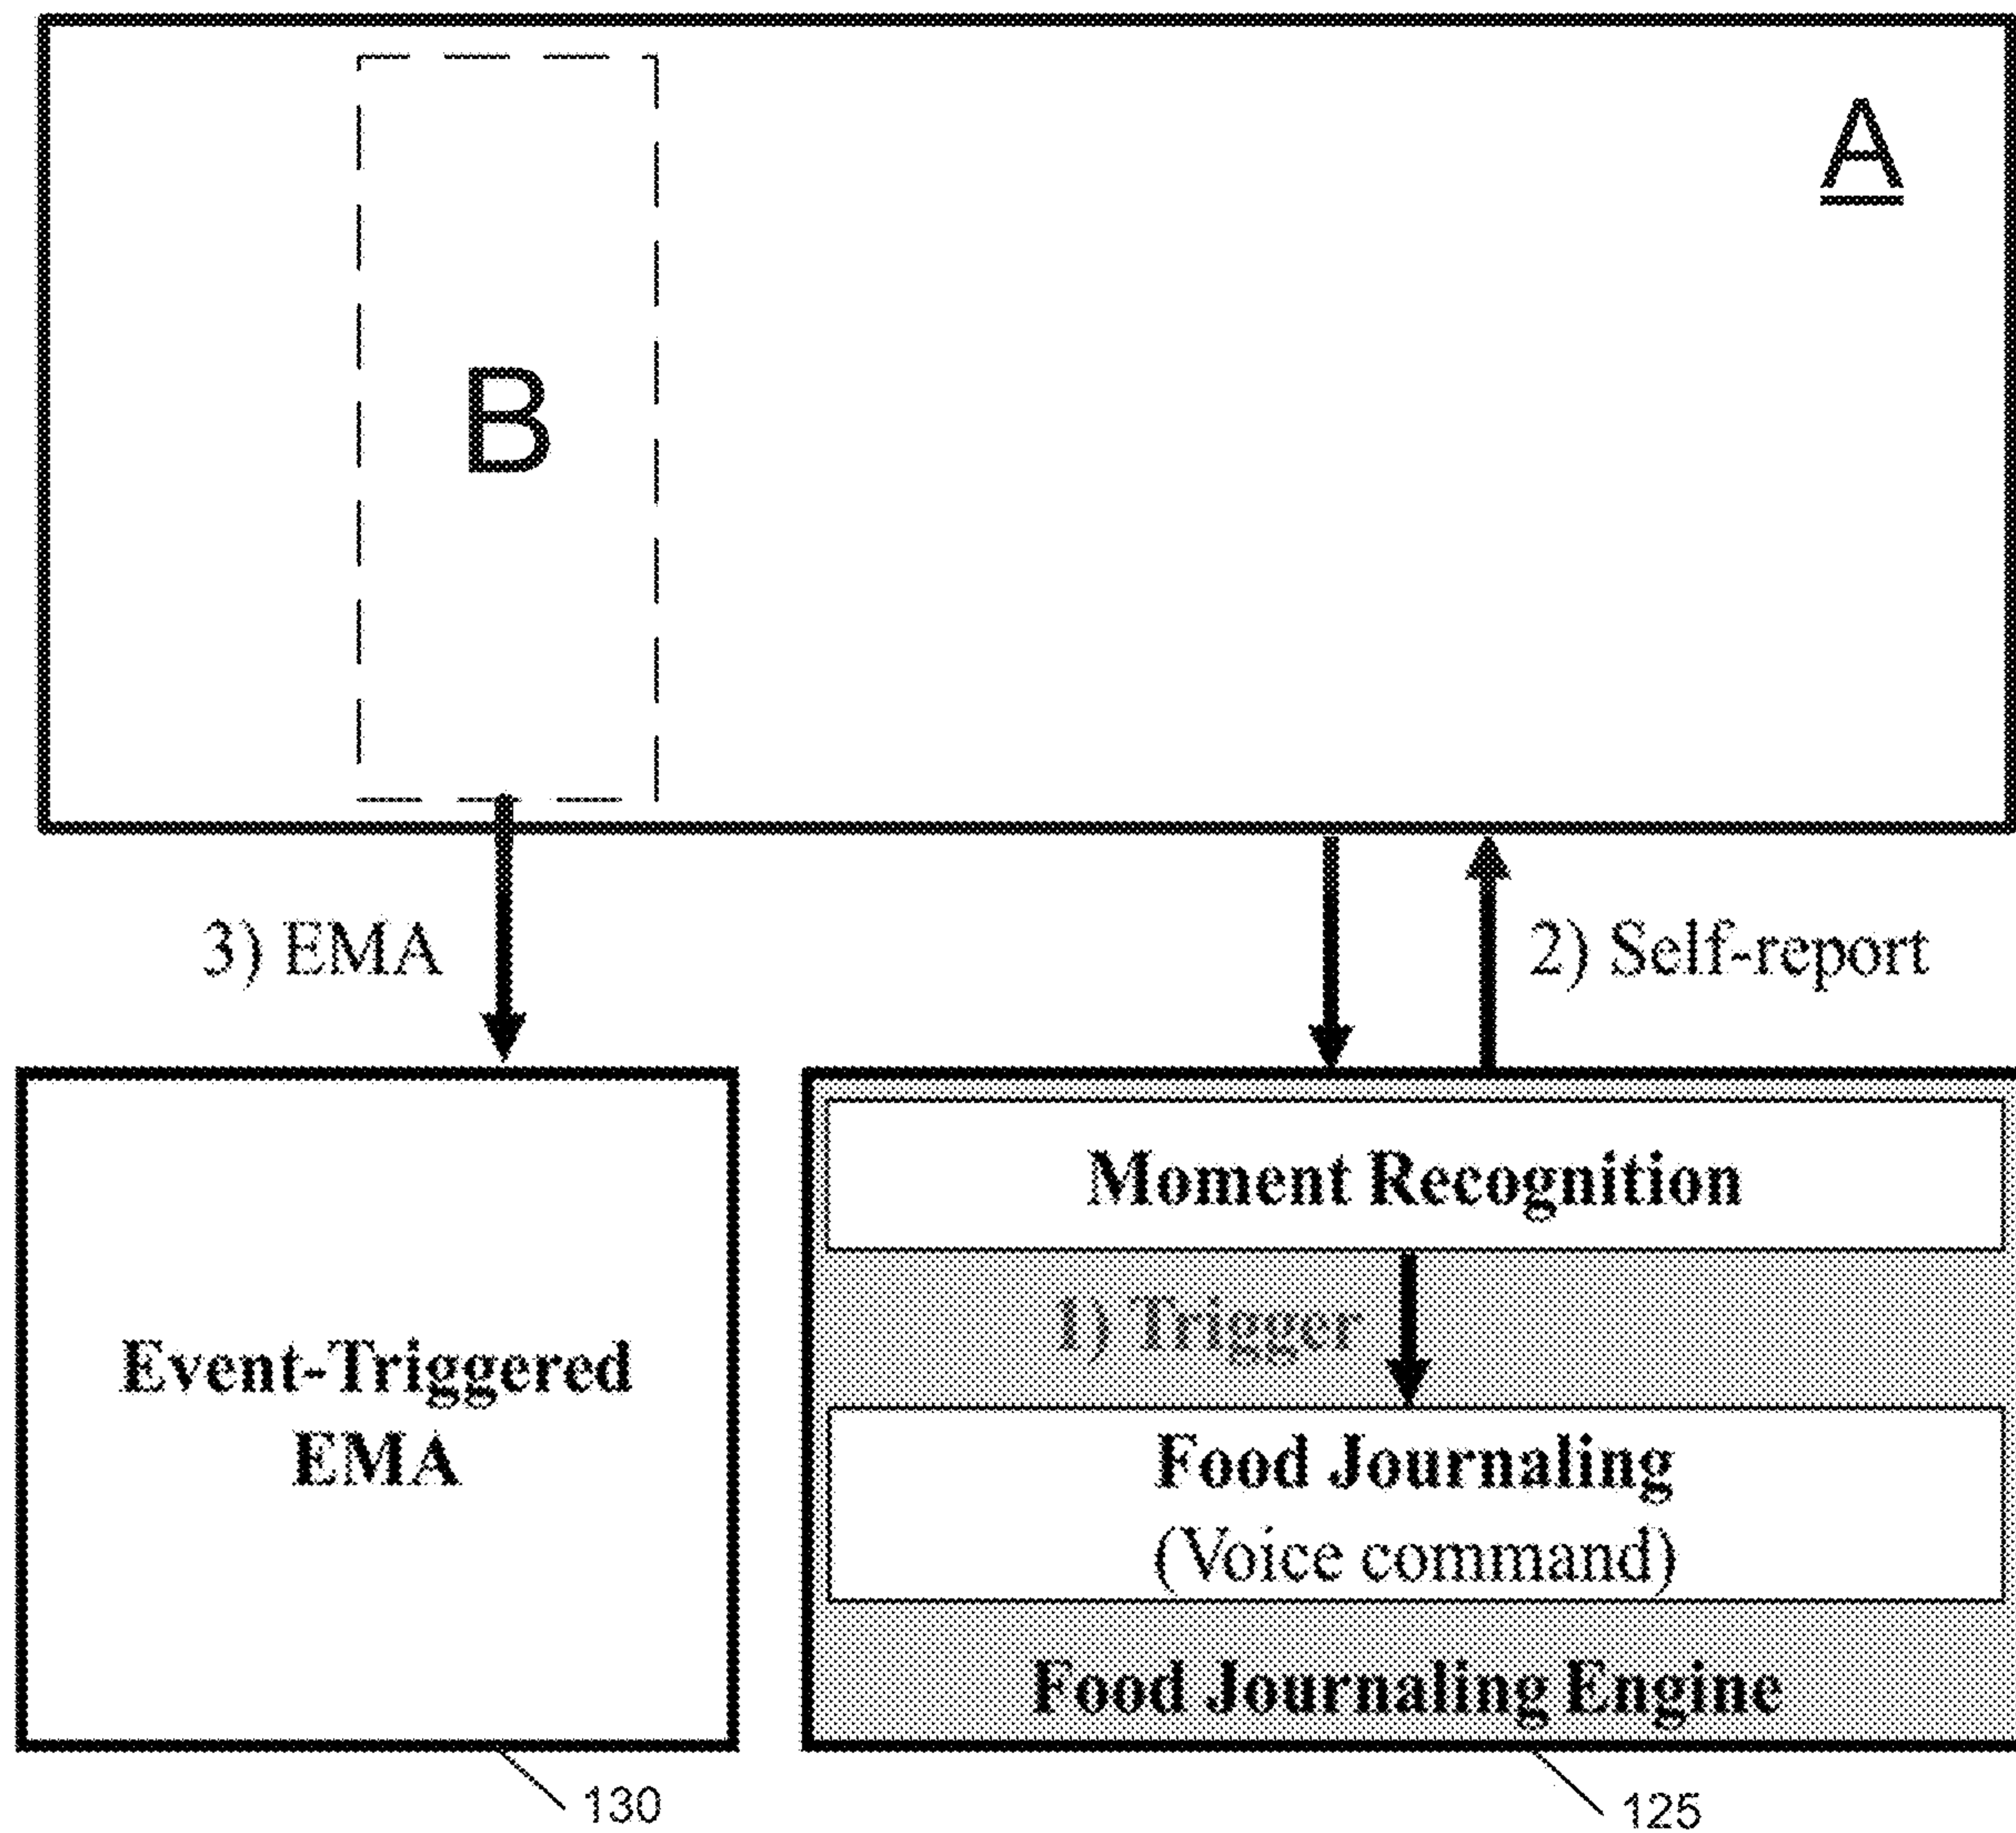 A
B
3) EMA
2) Self-report
Moment Recognition
1) Trigger
Event-Triggered
EMA
Food Journaling
(Voice command)
Food Journaling Engine
130
125